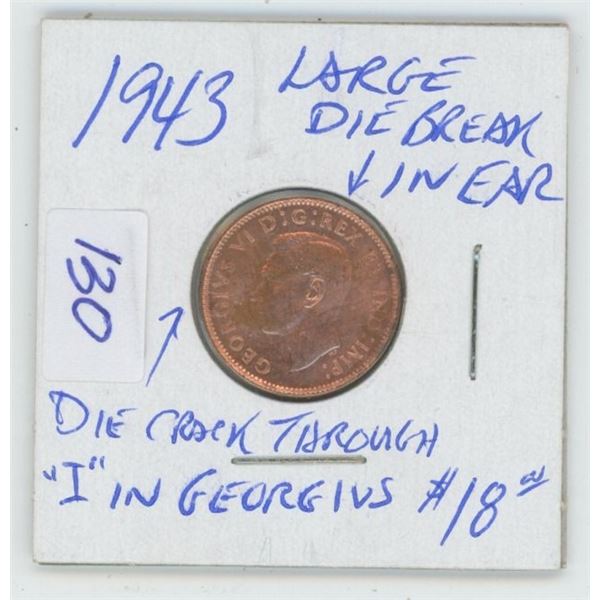 1943
LARGE
DIE BREAK
↓ IN EAR
130
GEORGIVS VI D:G:REX ET IND:IMP:
DIE CRACK THROUGH
"I" IN GEORGIVS $18.00